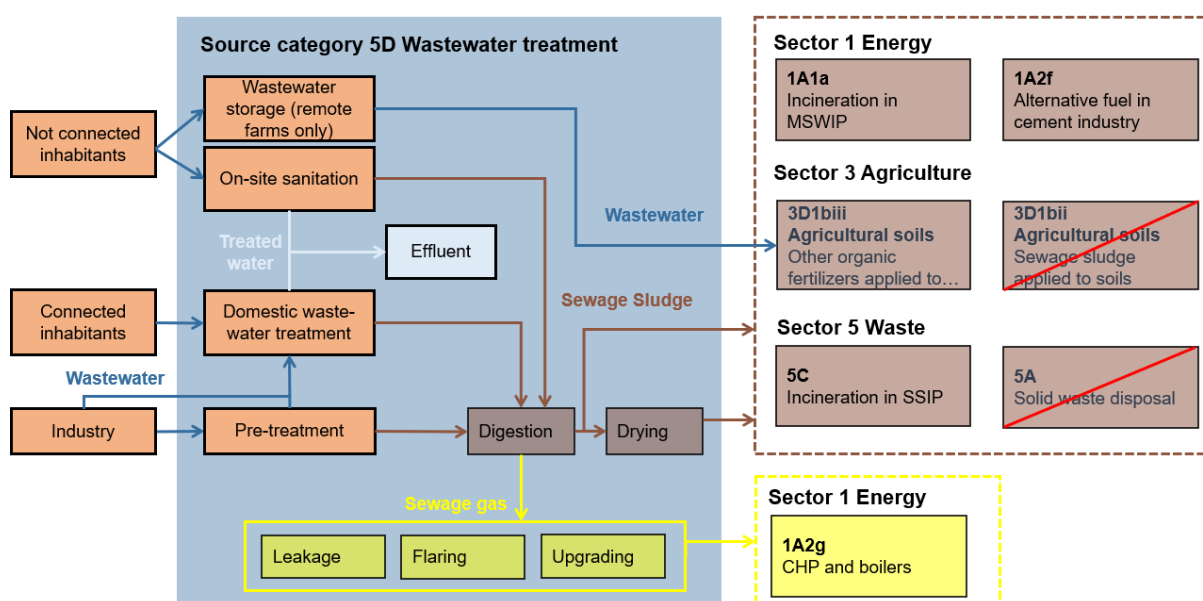 Source category 5D Wastewater treatment
Not connected
inhabitants
Wastewater
storage (remote
farms only)
On-site sanitation
Treated
water
Effluent
Wastewater
Connected
inhabitants
Domestic waste-
water treatment
Sewage Sludge
Wastewater
Industry
Pre-treatment
Digestion
Drying
Sewage gas
Leakage
Flaring
Upgrading
Sector 1 Energy
1A1a
Incineration in
MSWIP
1A2f
Alternative fuel in
cement industry
Sector 3 Agriculture
3D1biii
Agricultural soils
Other organic
fertilizers applied to…
3D1bii
Agricultural soils
Sewage sludge
applied to soils
Sector 5 Waste
5C
Incineration in SSIP
5A
Solid waste disposal
Sector 1 Energy
1A2g
CHP and boilers